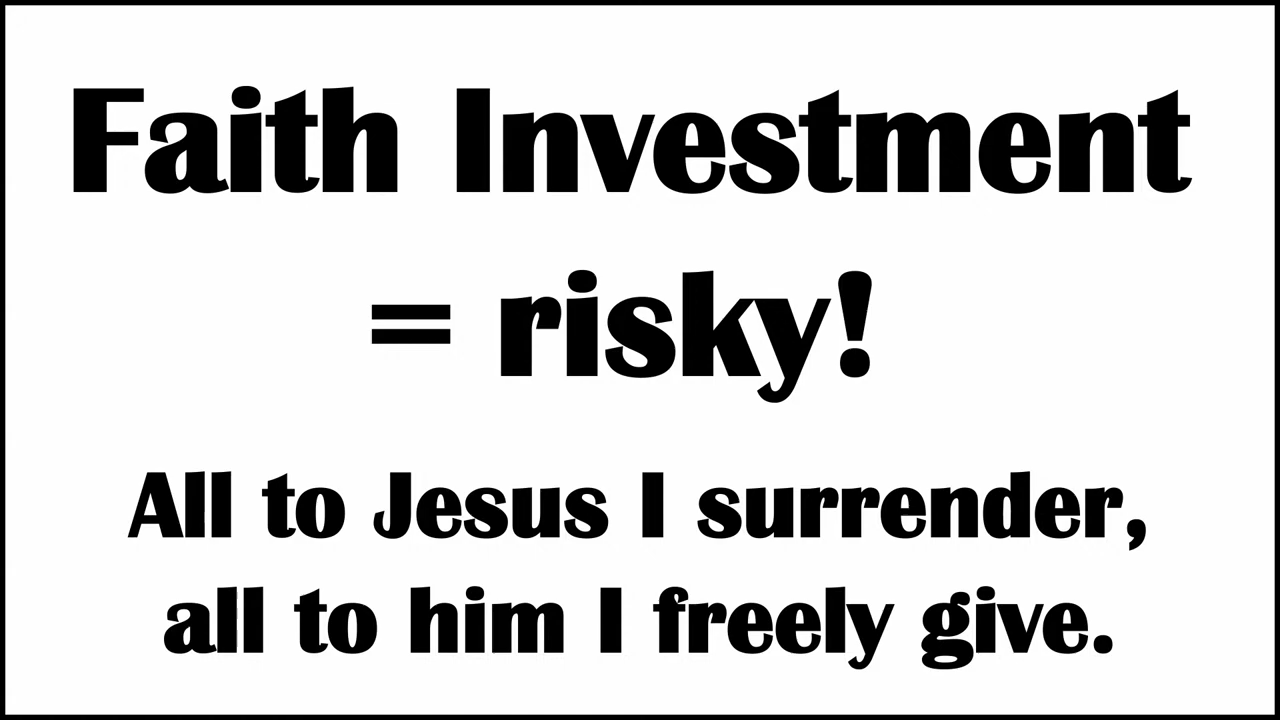 Faith Investment
= risky!
All to Jesus I surrender,
all to him I freely give.